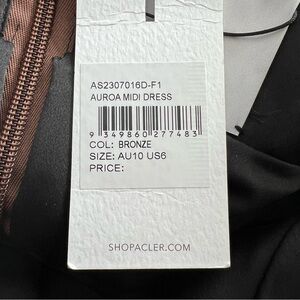 AS2307016D-F1
AUROA MIDI DRESS
9 349860 277483
COL: BRONZE
SIZE: AU10 US6
PRICE:
SHOPACLER.COM